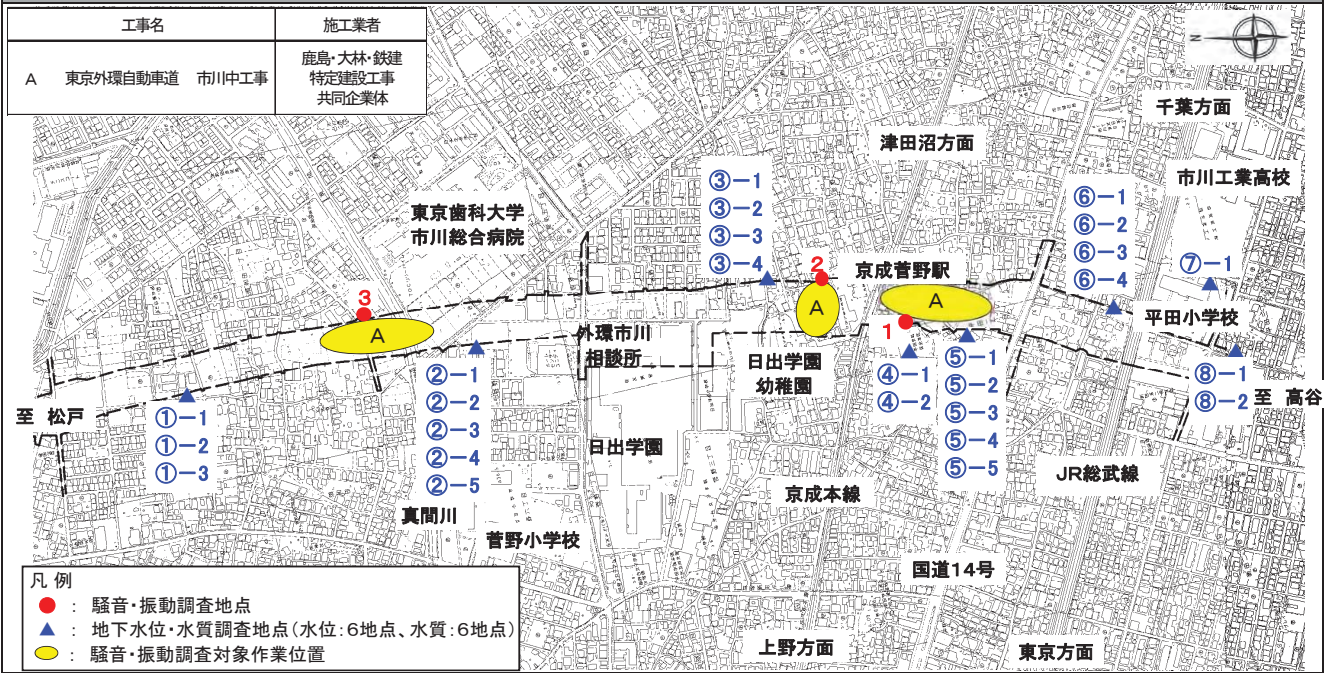 工事名 施工業者
A 東京外環自動車道 市川中工事
鹿島・大林・鉄建
特定建設工事
共同企業体
N
千葉方面
津田沼方面
市川工業高校
東京歯科大学
市川総合病院
③-1
③-2
③-3
③-4
2
京成菅野駅
⑥-1
⑥-2
⑥-3
⑥-4
⑦-1
3
A
A
A
1
平田小学校
外環市川
相談所
日出学園
幼稚園
至 松戸
①-1
①-2
①-3
②-1
②-2
②-3
②-4
②-5
④-1
④-2
⑤-1
⑤-2
⑤-3
⑤-4
⑤-5
⑧-1
⑧-2
至 高谷
日出学園
JR総武線
京成本線
真間川
菅野小学校
国道14号
上野方面
東京方面
凡 例
: 騒音・振動調査地点
: 地下水位・水質調査地点(水位:6地点、水質:6地点)
: 騒音・振動調査対象作業位置